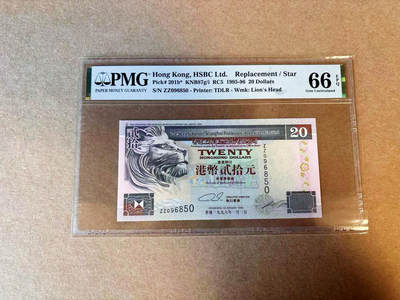 PMG
PAPER MONEY GUARANTY
Hong Kong, HSBC Ltd. Replacement / Star
Pick# 201b* KNB87g/i RC5 1995-96 20 Dollars
S/N ZZ096850 - Printer: TDLR - Wmk: Lion's Head
66 EPQ
Gem Uncirculated
20
TWENTY
HONGKONG DOLLARS
港幣貳拾元
ZZ096850
ZZ096850